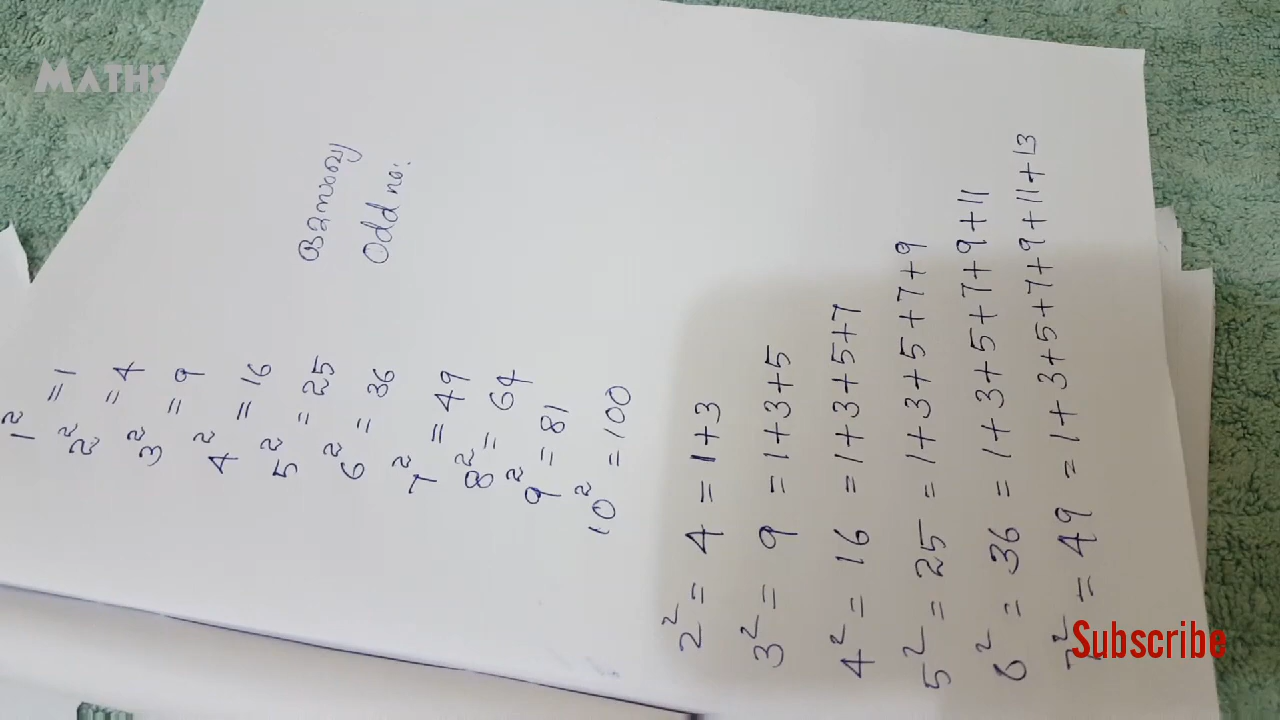 MATHS
1² = 1
2² = 4
3² = 9
4² = 16
5² = 25
6² = 36
7² = 49
8² = 64
9² = 81
10² = 100
Odd no:
2² = 4 = 1+3
3² = 9 = 1+3+5
4² = 16 = 1+3+5+7
5² = 25 = 1+3+5+7+9
6² = 36 = 1+3+5+7+9+11
7² = 49 = 1+3+5+7+9+11+13
Subscribe